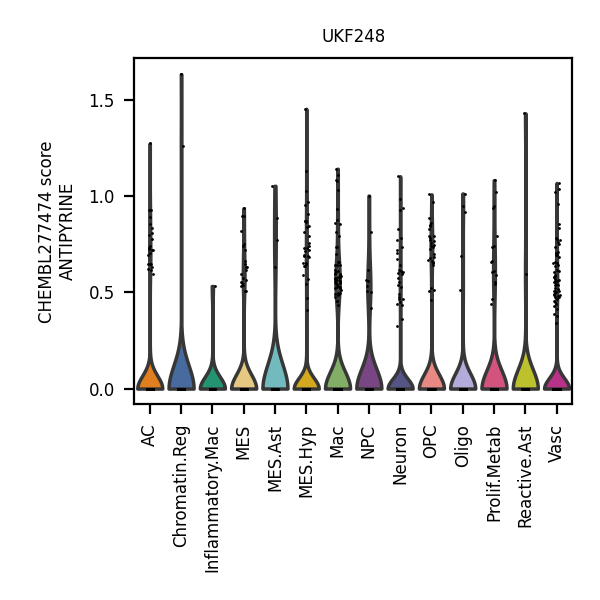 UKF248
CHEMBL277474 score
ANTIPYRINE
1.5
1.0
0.5
0.0
AC
Chromatin.Reg
Inflammatory.Mac
MES
MES.Ast
MES.Hyp
Mac
NPC
Neuron
OPC
Oligo
Prolif.Metab
Reactive.Ast
Vasc